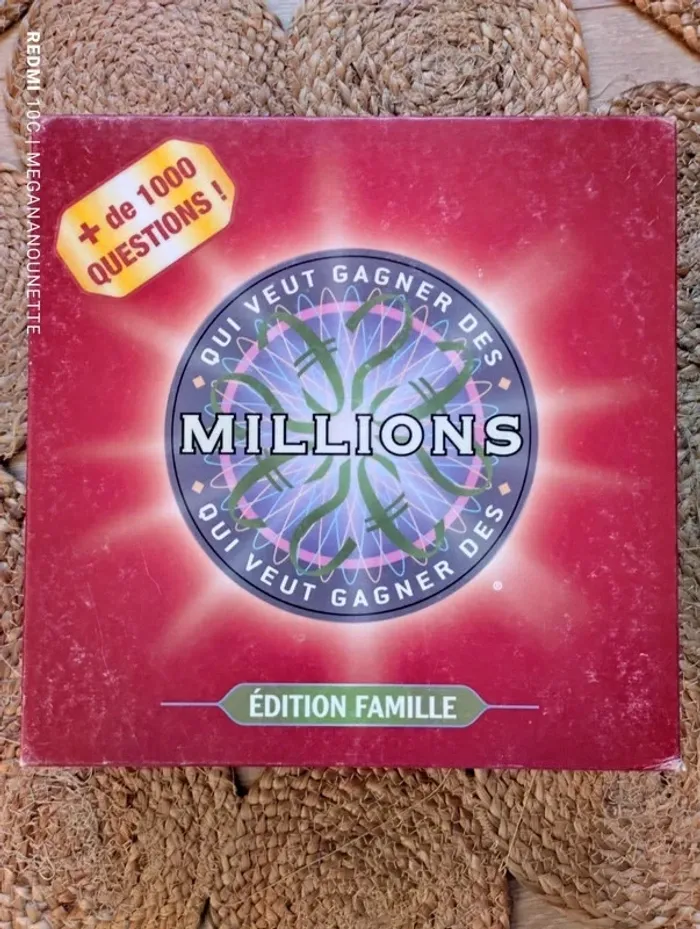 REDMI 10C | MEGANANOUNETTE
+ de 1000
QUESTIONS !
QUI VEUT GAGNER DES
MILLIONS
QUI VEUT GAGNER DES
®
ÉDITION FAMILLE